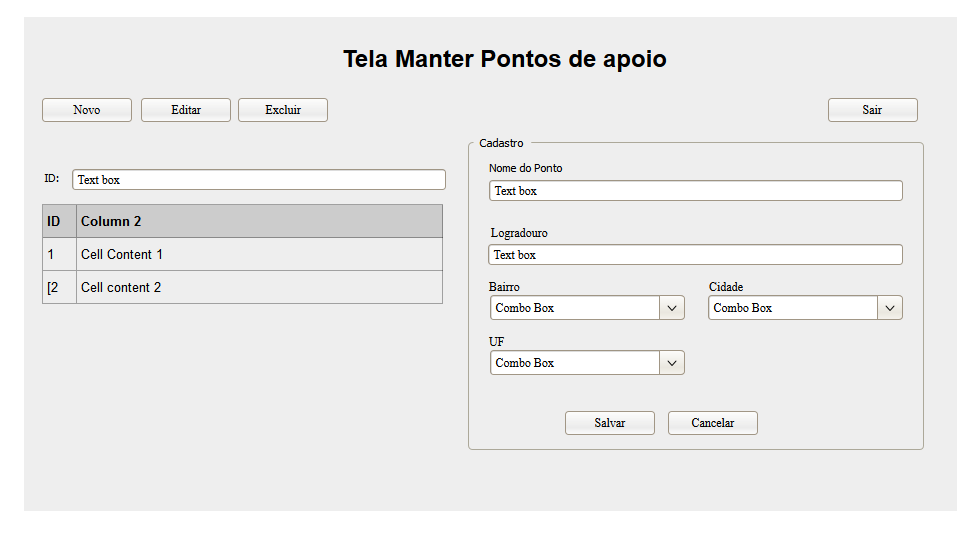 Tela Manter Pontos de apoio
Novo Editar Excluir Sair
Cadastro
ID: Text box
ID Column 2
1 Cell Content 1
[2 Cell content 2
Nome do Ponto
Text box
Logradouro
Text box
Bairro Cidade
Combo Box Combo Box
UF
Combo Box
Salvar Cancelar